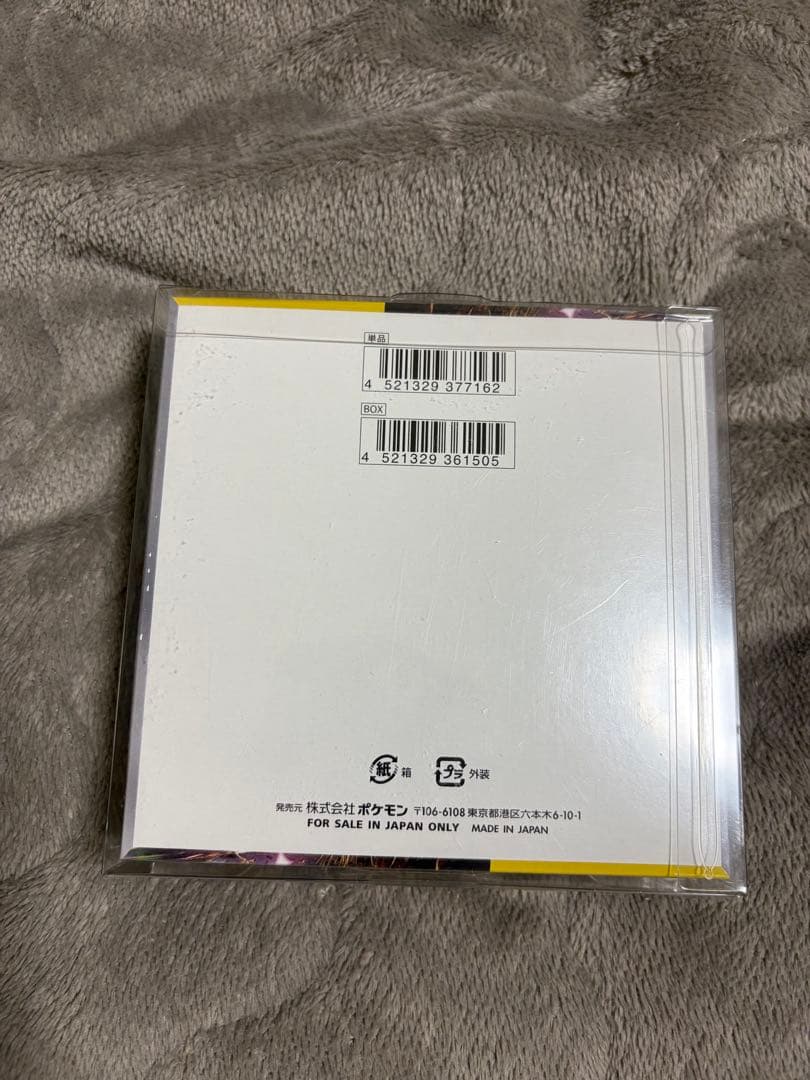 単品
4 521329 377162
BOX
4 521329 361505
紙 箱 プラ 外装
発売元 株式会社 ポケモン 〒106-6108 東京都港区六本木6-10-1
FOR SALE IN JAPAN ONLY MADE IN JAPAN